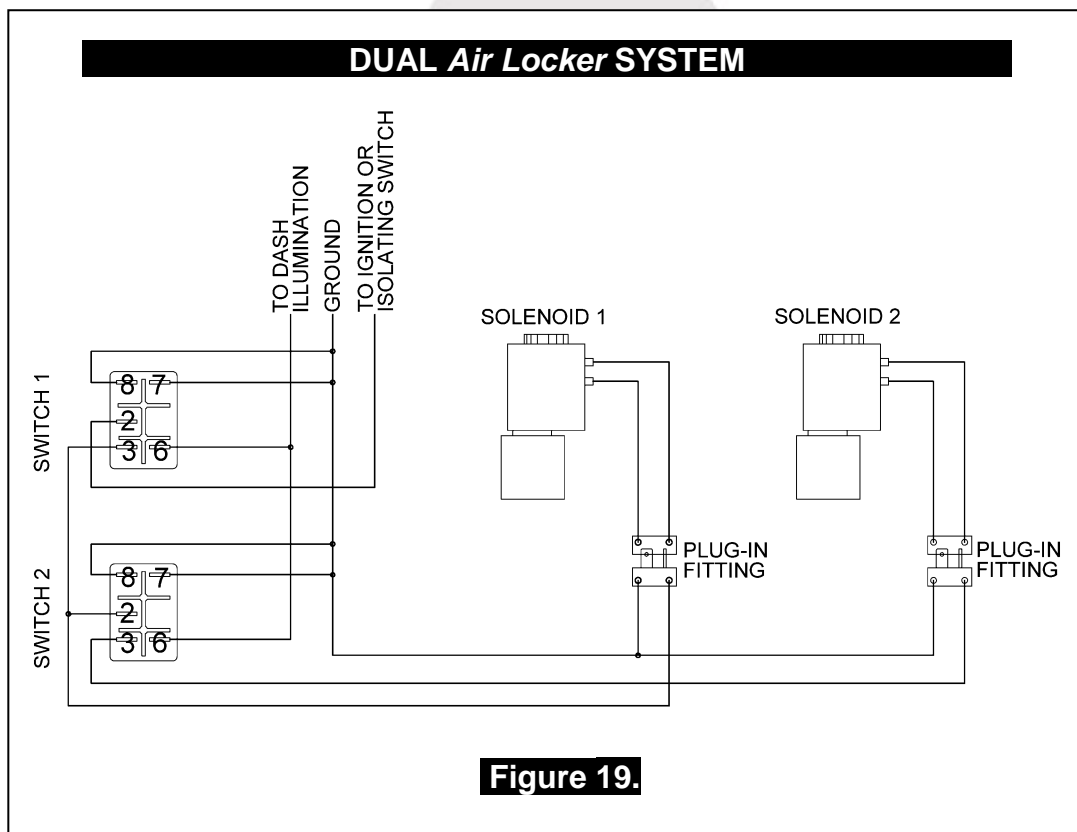 DUAL Air Locker SYSTEM
TO DASH
ILLUMINATION
GROUND
TO IGNITION OR
ISOLATING SWITCH
SOLENOID 1
SOLENOID 2
SWITCH 1
8 7
2
3 6
SWITCH 2
8 7
2
3 6
PLUG-IN
FITTING
PLUG-IN
FITTING
Figure 19.